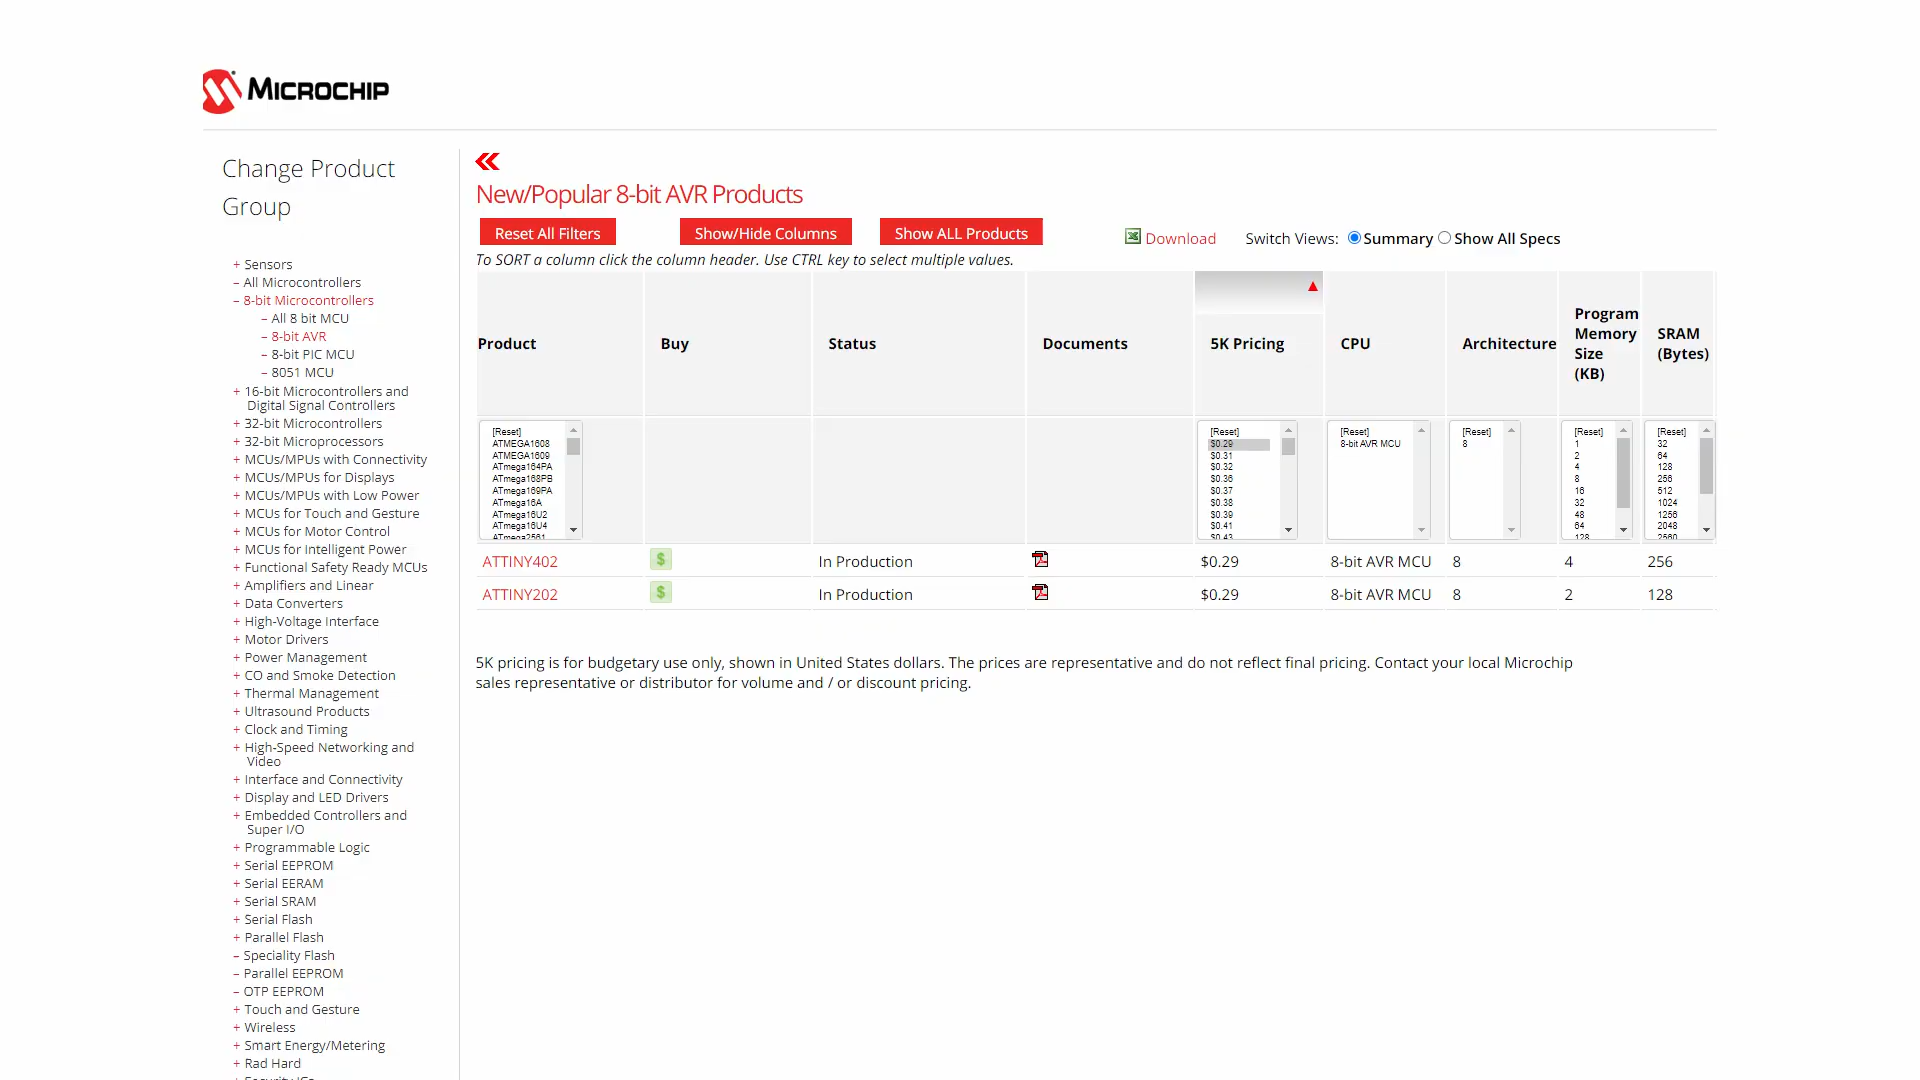 MICROCHIP
Change Product
Group
+ Sensors
– All Microcontrollers
– 8-bit Microcontrollers
– All 8 bit MCU
– 8-bit AVR
– 8-bit PIC MCU
– 8051 MCU
+ 16-bit Microcontrollers and
Digital Signal Controllers
+ 32-bit Microcontrollers
+ 32-bit Microprocessors
+ MCUs/MPUs with Connectivity
+ MCUs/MPUs for Displays
+ MCUs/MPUs with Low Power
+ MCUs for Touch and Gesture
+ MCUs for Motor Control
+ MCUs for Intelligent Power
+ Functional Safety Ready MCUs
+ Amplifiers and Linear
+ Data Converters
+ High-Voltage Interface
+ Motor Drivers
+ Power Management
+ CO and Smoke Detection
+ Thermal Management
+ Ultrasound Products
+ Clock and Timing
+ High-Speed Networking and
Video
+ Interface and Connectivity
+ Display and LED Drivers
+ Embedded Controllers and
Super I/O
+ Programmable Logic
+ Serial EEPROM
+ Serial EERAM
+ Serial SRAM
+ Serial Flash
+ Parallel Flash
– Speciality Flash
– Parallel EEPROM
– OTP EEPROM
+ Touch and Gesture
+ Wireless
+ Smart Energy/Metering
+ Rad Hard
New/Popular 8-bit AVR Products
Reset All Filters Show/Hide Columns Show ALL Products Download Switch Views: Summary Show All Specs
To SORT a column click the column header. Use CTRL key to select multiple values.
Product Buy Status Documents 5K Pricing CPU Architecture Program Memory Size (KB) SRAM (Bytes)
[Reset] [Reset] [Reset] [Reset] [Reset] [Reset]
ATMEGA1608 $0.29 8-bit AVR MCU 8 1 32
ATMEGA1609 $0.31 2 64
ATmega164PA $0.32 4 128
ATmega168PB $0.36 8 256
ATmega169PA $0.37 16 512
ATmega16A $0.38 32 1024
ATmega16U2 $0.39 48 1256
ATmega16U4 $0.41 64 2048
ATmega2561 $0.43 128 2560
ATTINY402 $ In Production $0.29 8-bit AVR MCU 8 4 256
ATTINY202 $ In Production $0.29 8-bit AVR MCU 8 2 128
5K pricing is for budgetary use only, shown in United States dollars. The prices are representative and do not reflect final pricing. Contact your local Microchip
sales representative or distributor for volume and / or discount pricing.